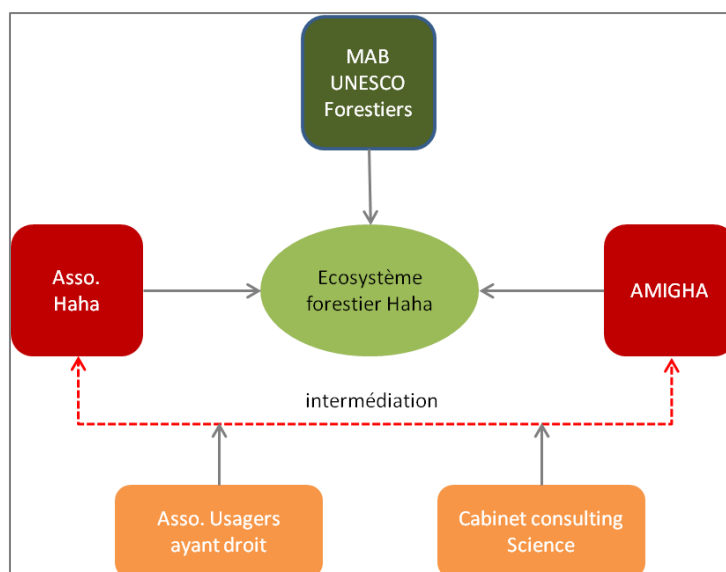 MAB
UNESCO
Forestiers
Asso.
Haha
Ecosystème
forestier Haha
AMIGHA
intermédiation
Asso. Usagers
ayant droit
Cabinet consulting
Science